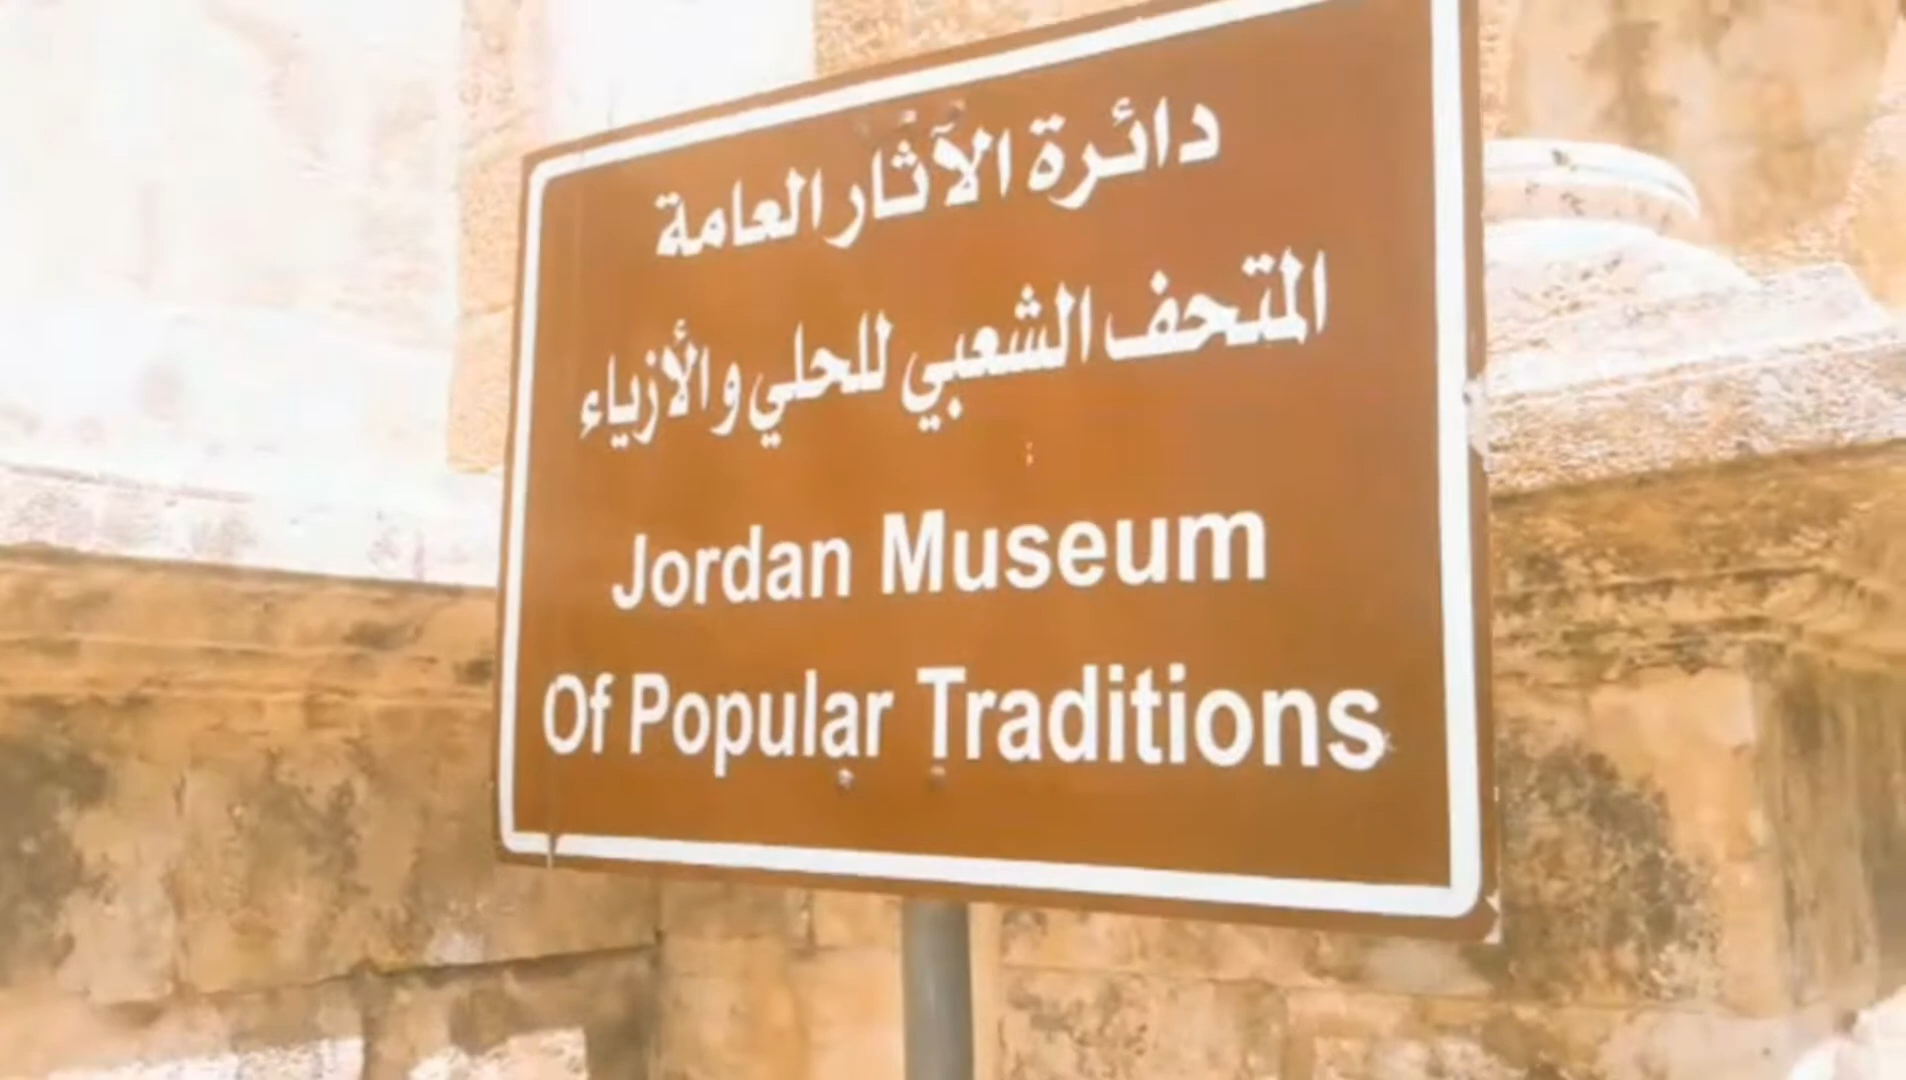 دائرة الآثار العامة
المتحف الشعبي للحلي والأزياء
Jordan Museum
Of Popular Traditions